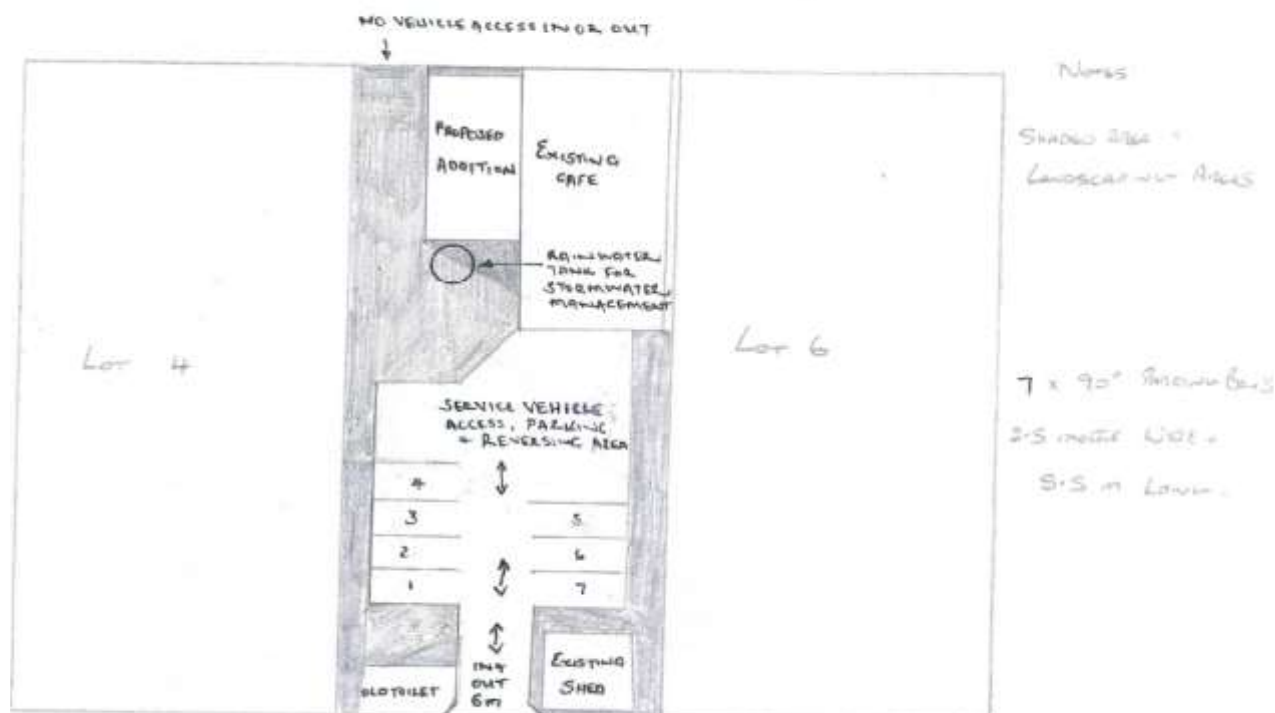 NO VEHICLE ACCESS IN OR OUT
PROPOSED
ADDITION
EXISTING
CAFE
RAINWATER
TANK FOR
STORMWATER
MANAGEMENT
Notes
SHADED AREA =
LANDSCAPING AREAS
Lot 4
Lot 6
7 x 90° PARKING BAYS
2.5 metre WIDE +
5.5 m LONG.
SERVICE VEHICLE
ACCESS, PARKING
+ REVERSING AREA
4
3
2
1
5
6
7
OLD TOILET
IN +
OUT
6m
EXISTING
SHED